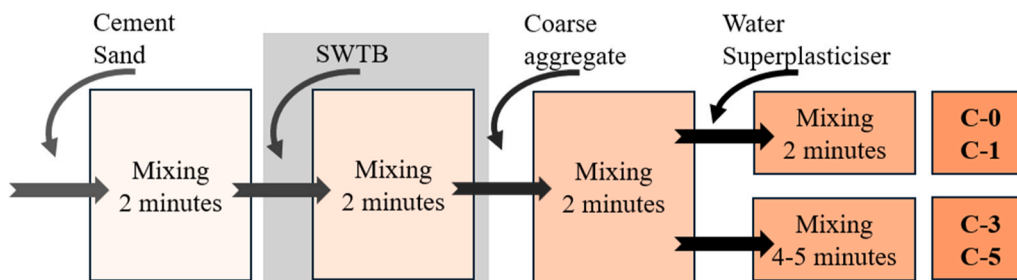 Cement
Sand
SWTB
Coarse
aggregate
Water
Superplasticiser
Mixing
2 minutes
Mixing
2 minutes
Mixing
2 minutes
Mixing
2 minutes
C-0
C-1
Mixing
4-5 minutes
C-3
C-5